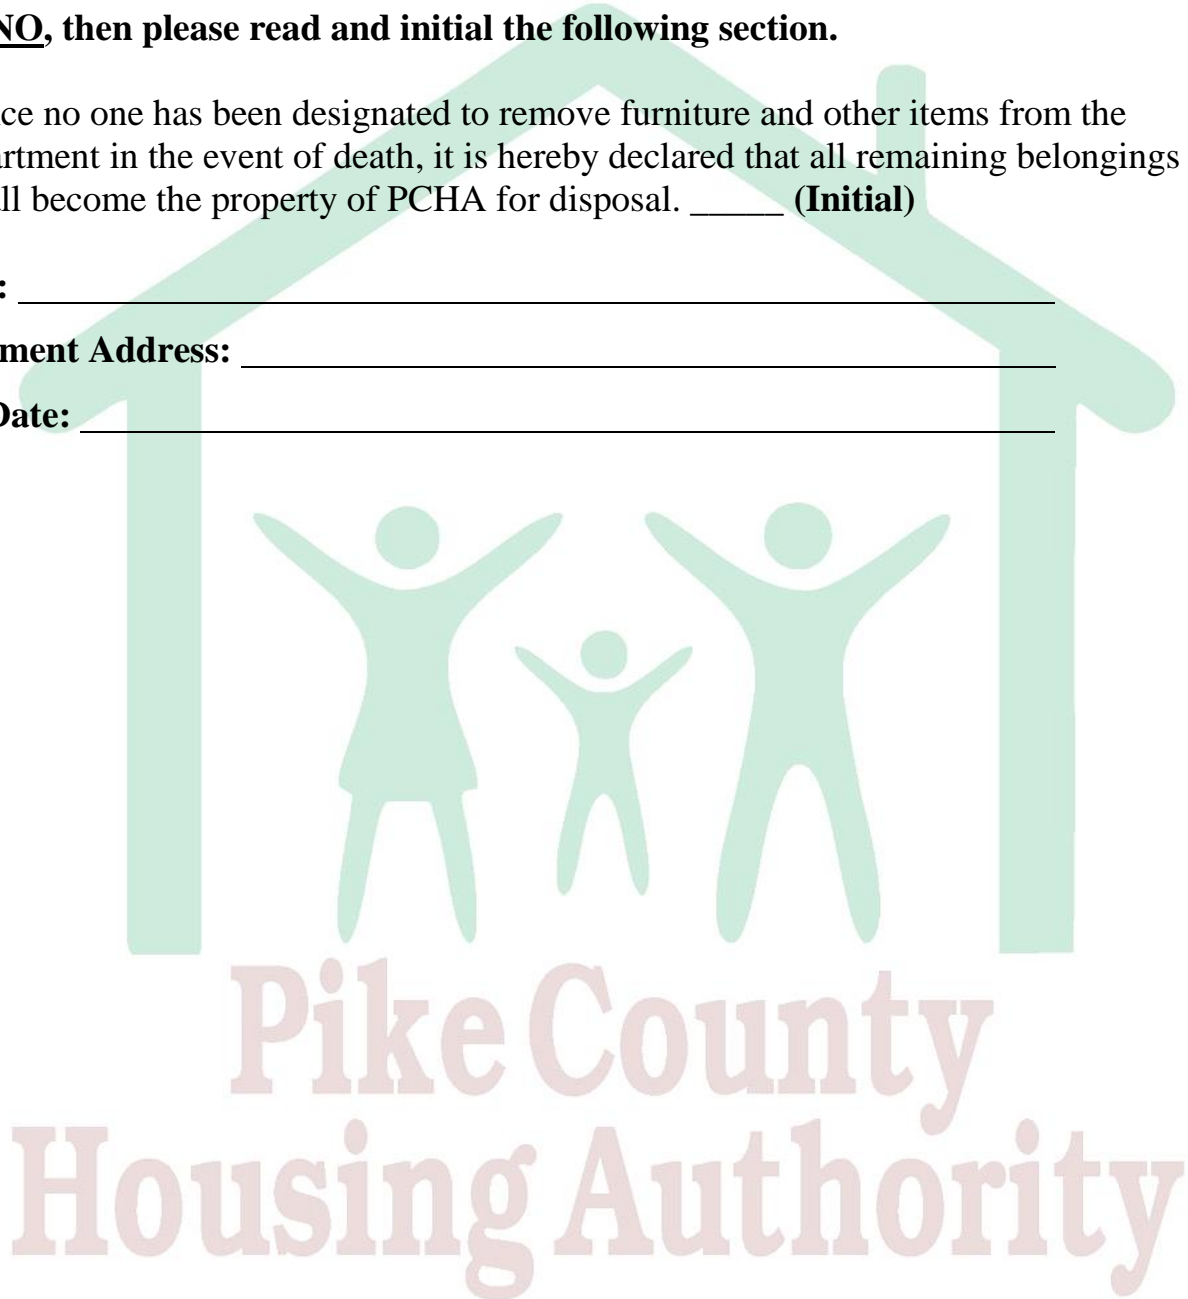 NO, then please read and initial the following section.
ce no one has been designated to remove furniture and other items from the
artment in the event of death, it is hereby declared that all remaining belongings
all become the property of PCHA for disposal. _____ (Initial)
:
ment Address:
Date:
Pike County
Housing Authority